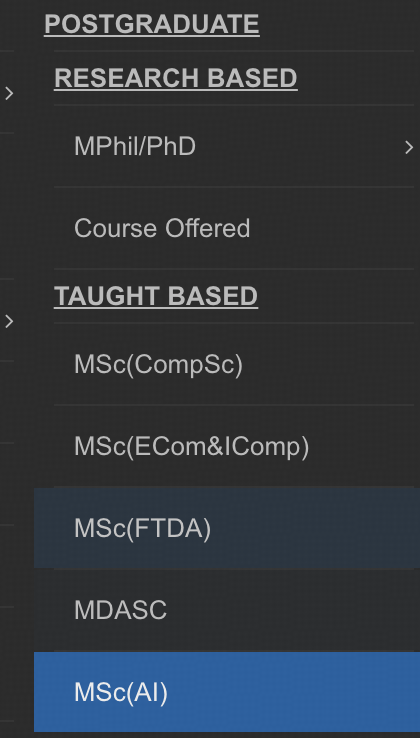 POSTGRADUATE
RESEARCH BASED
MPhil/PhD
Course Offered
TAUGHT BASED
MSc(CompSc)
MSc(ECom&IComp)
MSc(FTDA)
MDASC
MSc(AI)